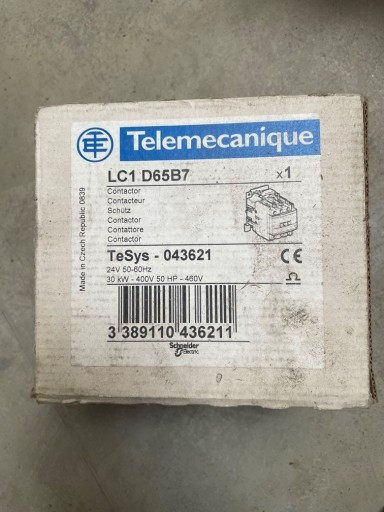 Telemecanique
LC1 D65B7 x1
Contactor
Contacteur
Schütz
Contactor
Contattore
Contactor
TeSys - 043621
24V 50-60Hz
30 kW - 400V 50 HP - 460V
CE
3 389110 436211
Schneider
Electric
Made in Czech Republic 0639